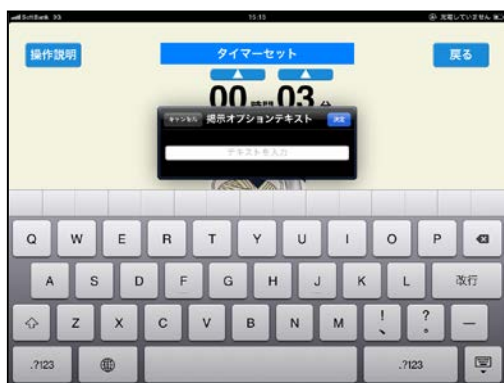 SoftBank 3G 15:15 充電していません
操作説明 タイマーセット 戻る
00 時間 03 分
キャンセル 掲示オプションテキスト 決定
テキストを入力
Q W E R T Y U I O P
A S D F G H J K L 改行
Z X C V B N M ! 、 ? 。 —
.?123 .?123